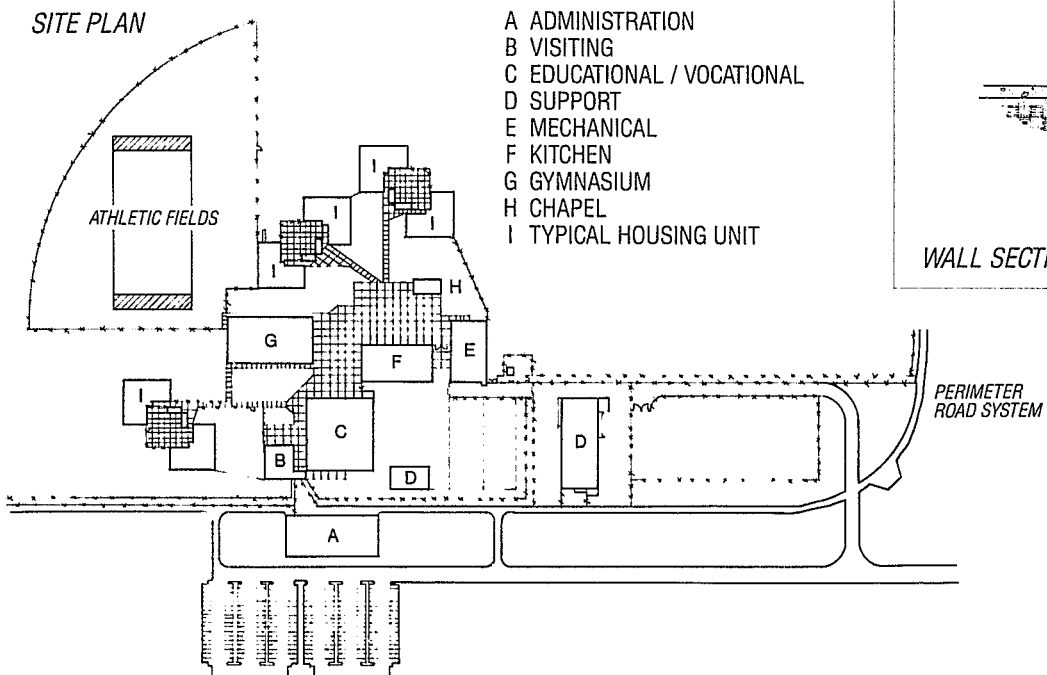 SITE PLAN
A ADMINISTRATION
B VISITING
C EDUCATIONAL / VOCATIONAL
D SUPPORT
E MECHANICAL
F KITCHEN
G GYMNASIUM
H CHAPEL
I TYPICAL HOUSING UNIT
WALL SECTI
ATHLETIC FIELDS
I
I
I
I
H
G
E
F
I
C
B
D
D
A
PERIMETER
ROAD SYSTEM